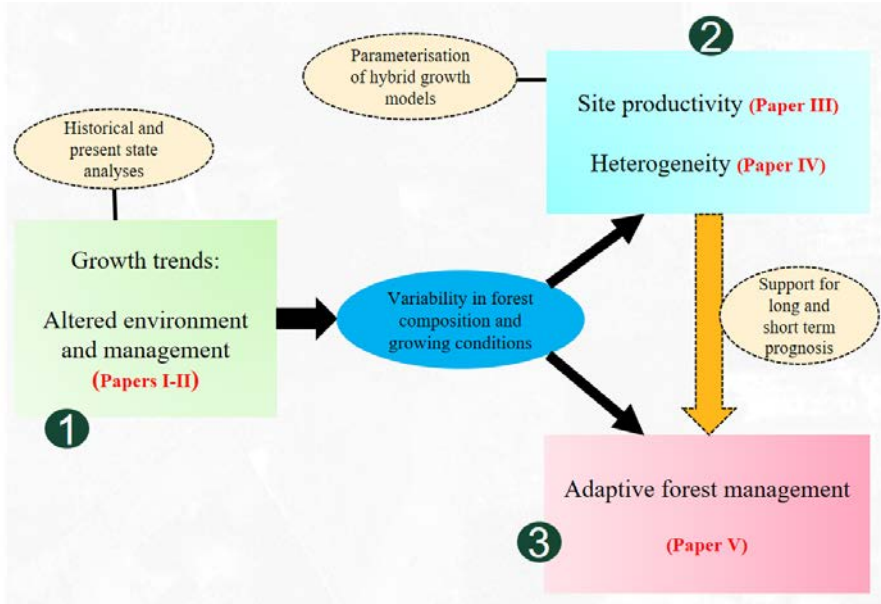 1
Historical and
present state
analyses
Growth trends:
Altered environment
and management
(Papers I-II)
Variability in forest
composition and
growing conditions
2
Parameterisation
of hybrid growth
models
Site productivity (Paper III)
Heterogeneity (Paper IV)
Support for
long and
short term
prognosis
3
Adaptive forest management
(Paper V)